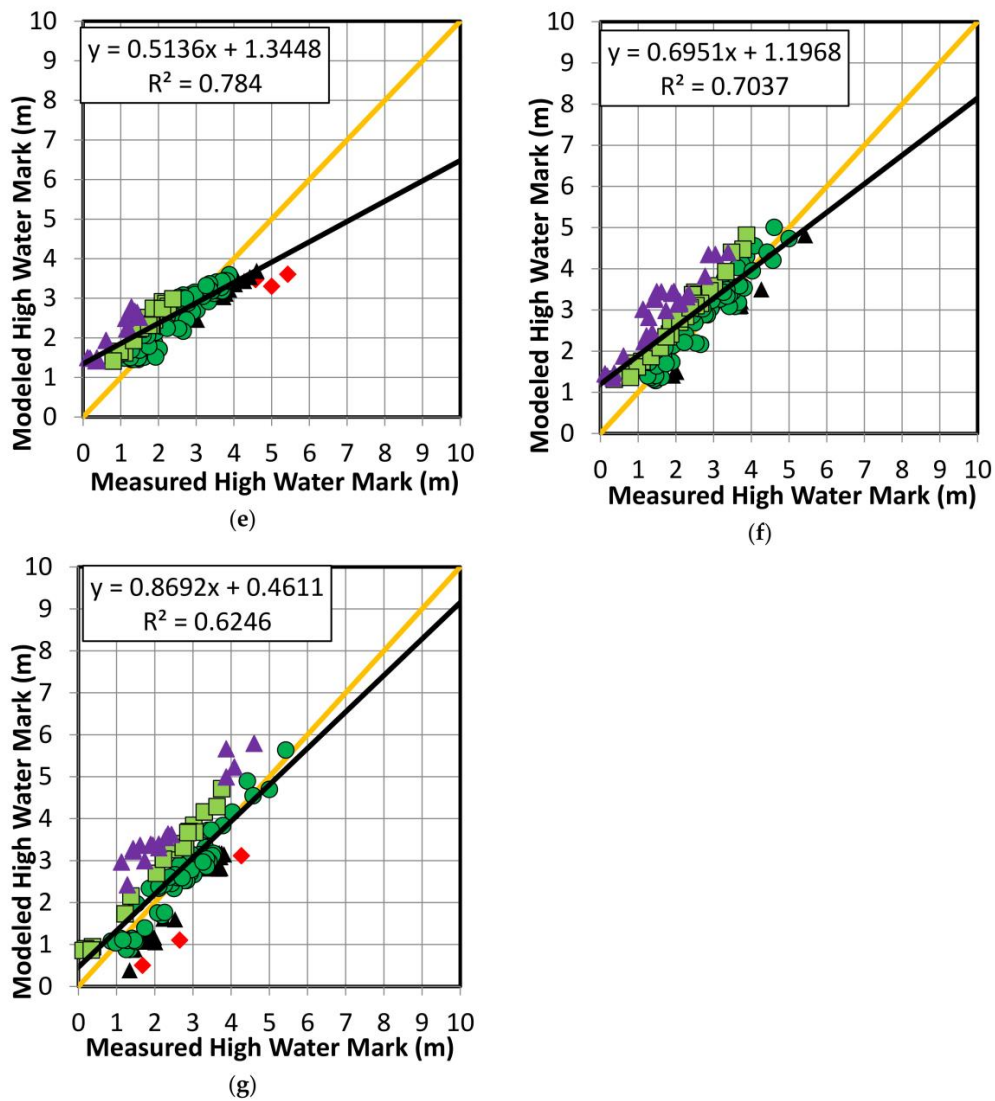 y = 0.5136x + 1.3448
R² = 0.784
Modeled High Water Mark (m)
10
9
8
7
6
5
4
3
2
1
0
0 1 2 3 4 5 6 7 8 9 10
Measured High Water Mark (m)
(e)
y = 0.6951x + 1.1968
R² = 0.7037
Modeled High Water Mark (m)
10
9
8
7
6
5
4
3
2
1
0
0 1 2 3 4 5 6 7 8 9 10
Measured High Water Mark (m)
(f)
y = 0.8692x + 0.4611
R² = 0.6246
Modeled High Water Mark (m)
10
9
8
7
6
5
4
3
2
1
0
0 1 2 3 4 5 6 7 8 9 10
Measured High Water Mark (m)
(g)